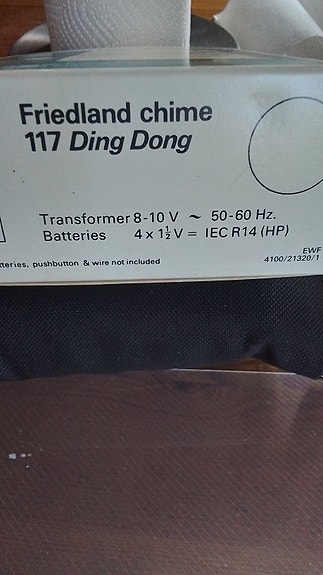 Friedland chime
117 Ding Dong
Transformer 8-10 V ~ 50-60 Hz.
Batteries 4 x 1½ V = IEC R14 (HP)
EWF
pushbutton & wire not included
4100/21320/1